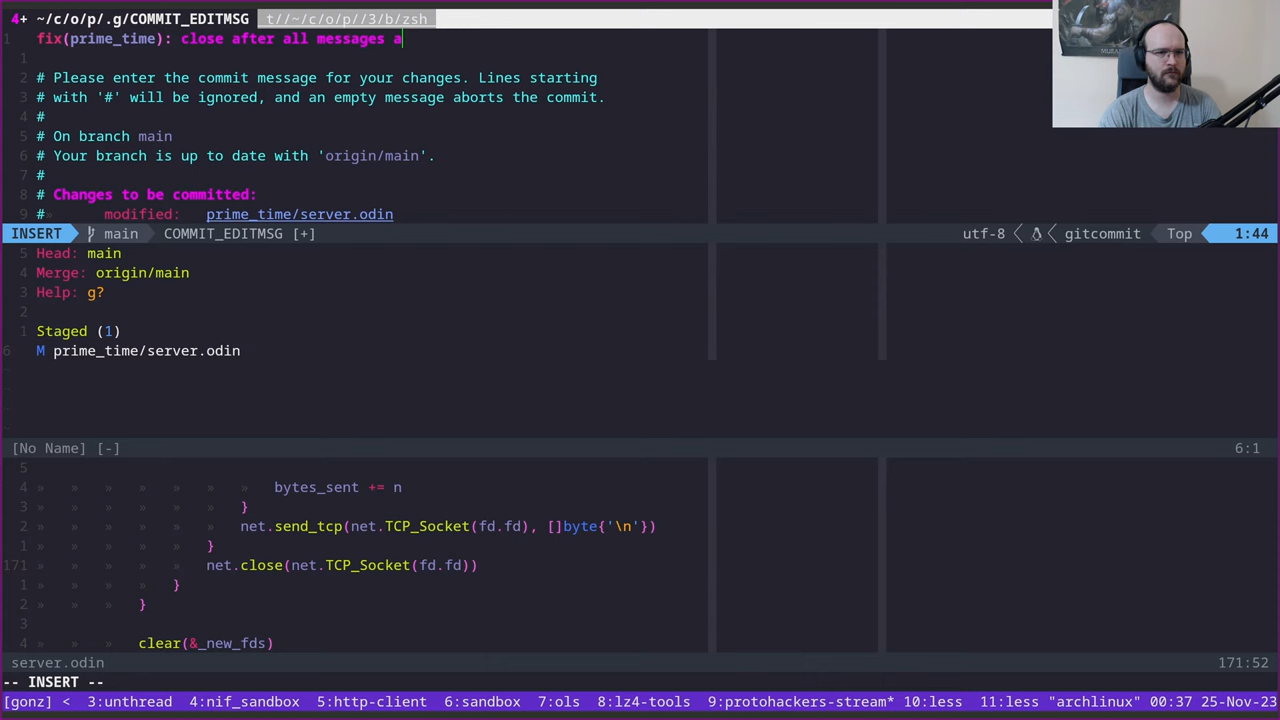 4+ ~/c/o/p/.g/COMMIT_EDITMSG  t//~/c/o/p//3/b/zsh
1 fix(prime_time): close after all messages a
1
2 # Please enter the commit message for your changes. Lines starting
3 # with '#' will be ignored, and an empty message aborts the commit.
4 #
5 # On branch main
6 # Your branch is up to date with 'origin/main'.
7 #
8 # Changes to be committed:
9 #»       modified:   prime_time/server.odin
INSERT main COMMIT_EDITMSG [+] utf-8 gitcommit Top 1:44
5 Head: main
4 Merge: origin/main
3 Help: g?
2
1 Staged (1)
6 M prime_time/server.odin
[No Name] [-] 6:1
5
4 » » » » » » » bytes_sent += n
3 » » » » » » }
2 » » » » » » net.send_tcp(net.TCP_Socket(fd.fd), []byte{'\n'})
1 » » » » » }
171 » » » » » net.close(net.TCP_Socket(fd.fd))
1 » » » » }
2 » » » }
3
4 » » » clear(&_new_fds)
server.odin 171:52
-- INSERT --
[gonz] < 3:unthread 4:nif_sandbox 5:http-client 6:sandbox 7:ols 8:lz4-tools 9:protohackers-stream* 10:less 11:less "archlinux" 00:37 25-Nov-23